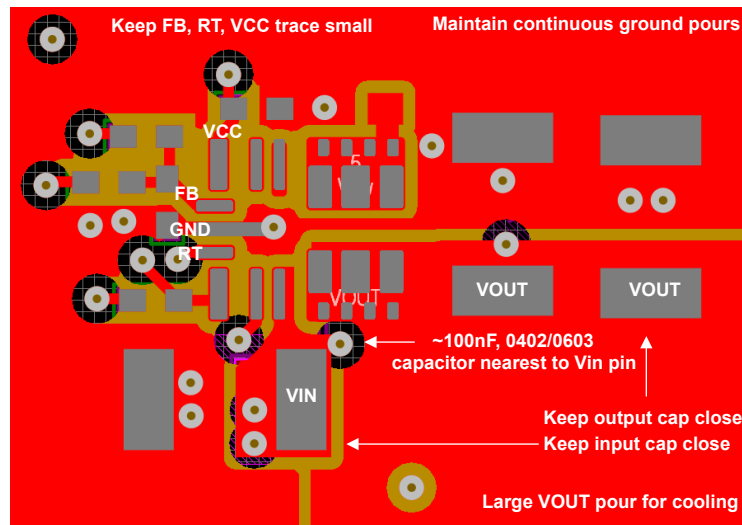 Keep FB, RT, VCC trace small
Maintain continuous ground pours
VCC
5
FB
GND
RT
VOUT
VOUT
VOUT
~100nF, 0402/0603
capacitor nearest to Vin pin
VIN
Keep output cap close
Keep input cap close
Large VOUT pour for cooling